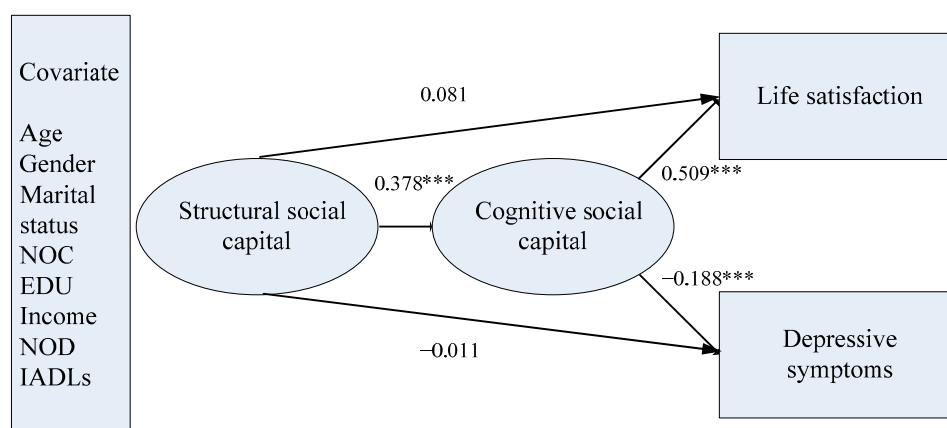 Covariate
Age
Gender
Marital
status
NOC
EDU
Income
NOD
IADLs
Structural social
capital
0.378***
Cognitive social
capital
0.081
0.509***
−0.188***
−0.011
Life satisfaction
Depressive
symptoms